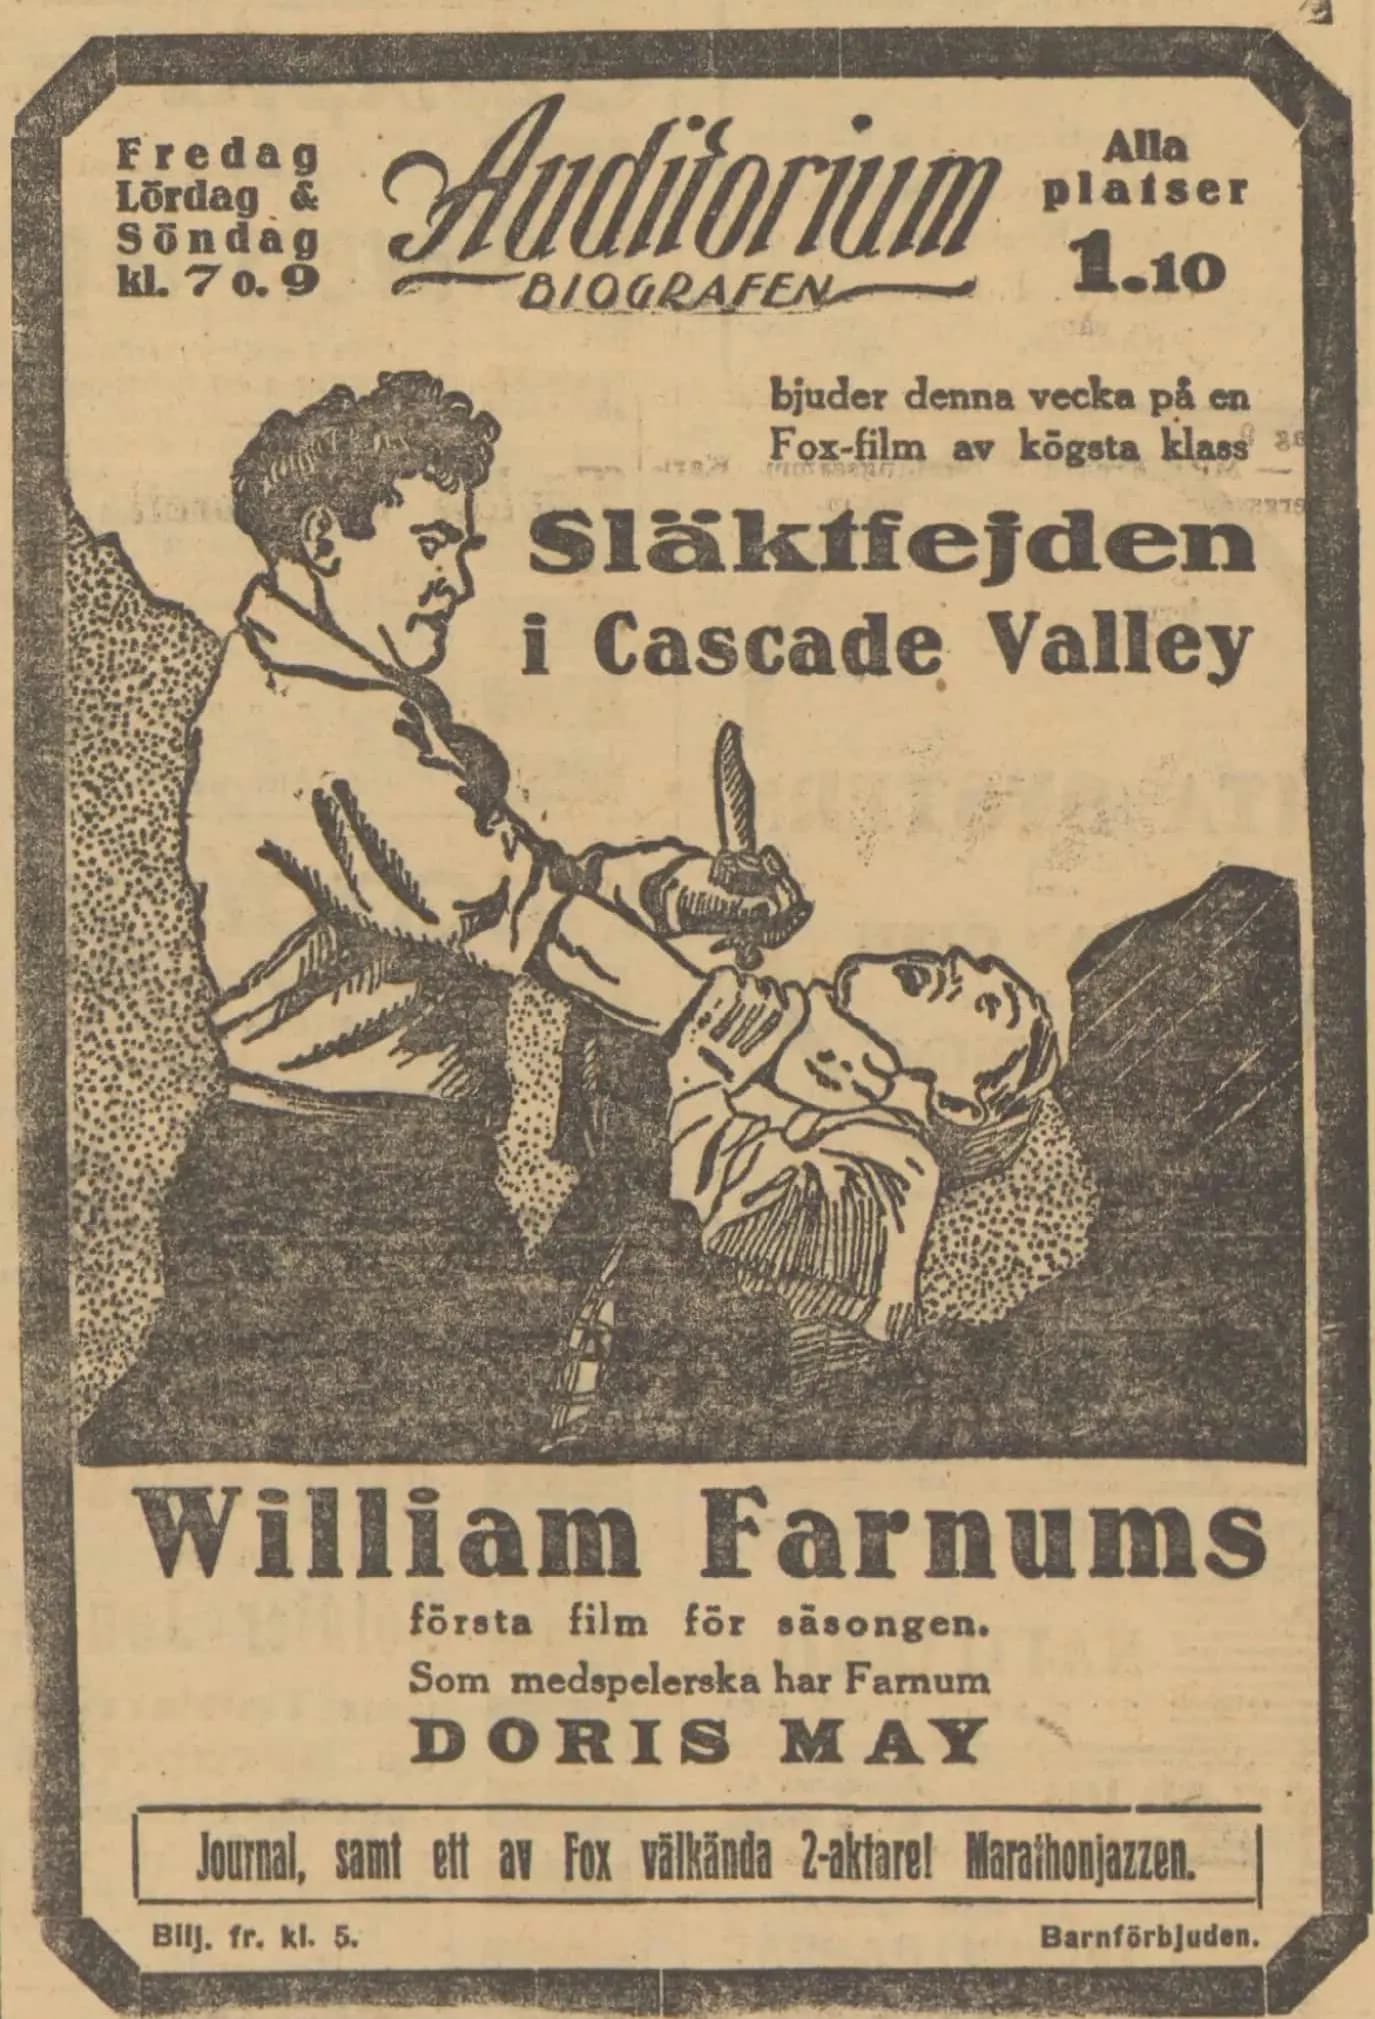 Fredag
Lördag &
Söndag
kl. 7 o. 9
Auditorium
BIOGRAFEN
Alla
platser
1.10
bjuder denna vecka på en
Fox-film av kögsta klass
Släktfejden
i Cascade Valley
William Farnums
första film för säsongen.
Som medspelerska har Farnum
DORIS MAY
Journal, samt ett av Fox välkända 2-aktare! Marathonjazzen.
Bilj. fr. kl. 5.
Barnförbjuden.